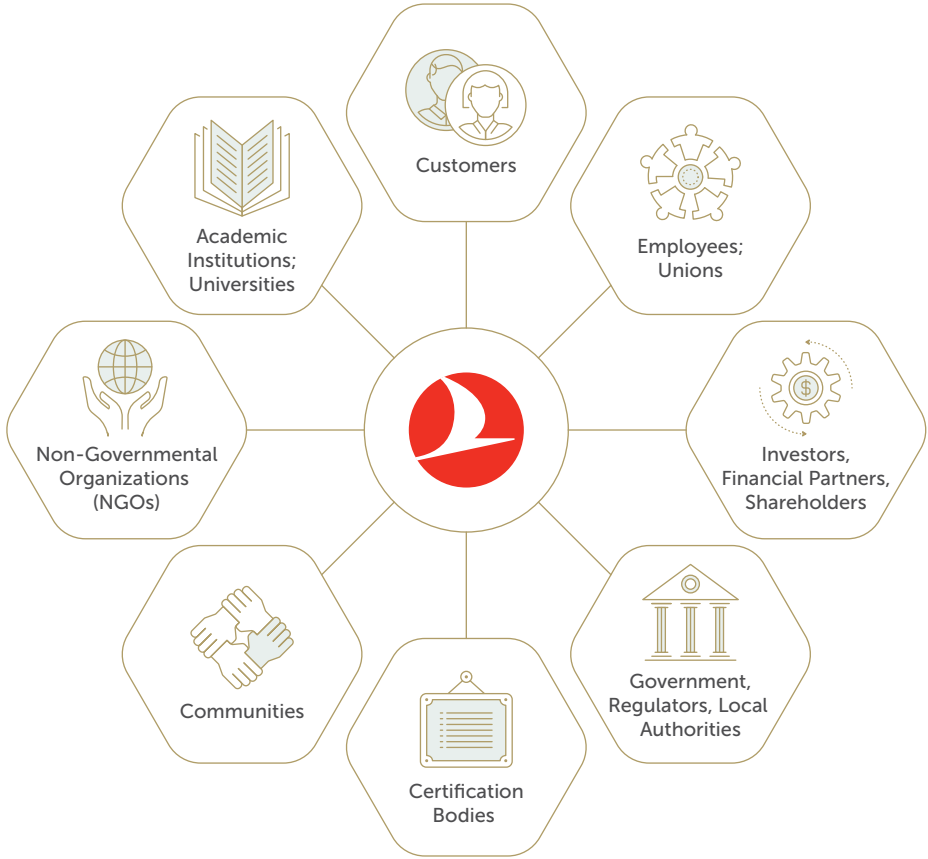 Customers
Employees;
Unions
Investors,
Financial Partners,
Shareholders
Government,
Regulators, Local
Authorities
Certification
Bodies
Communities
Non-Governmental
Organizations
(NGOs)
Academic
Institutions;
Universities
$